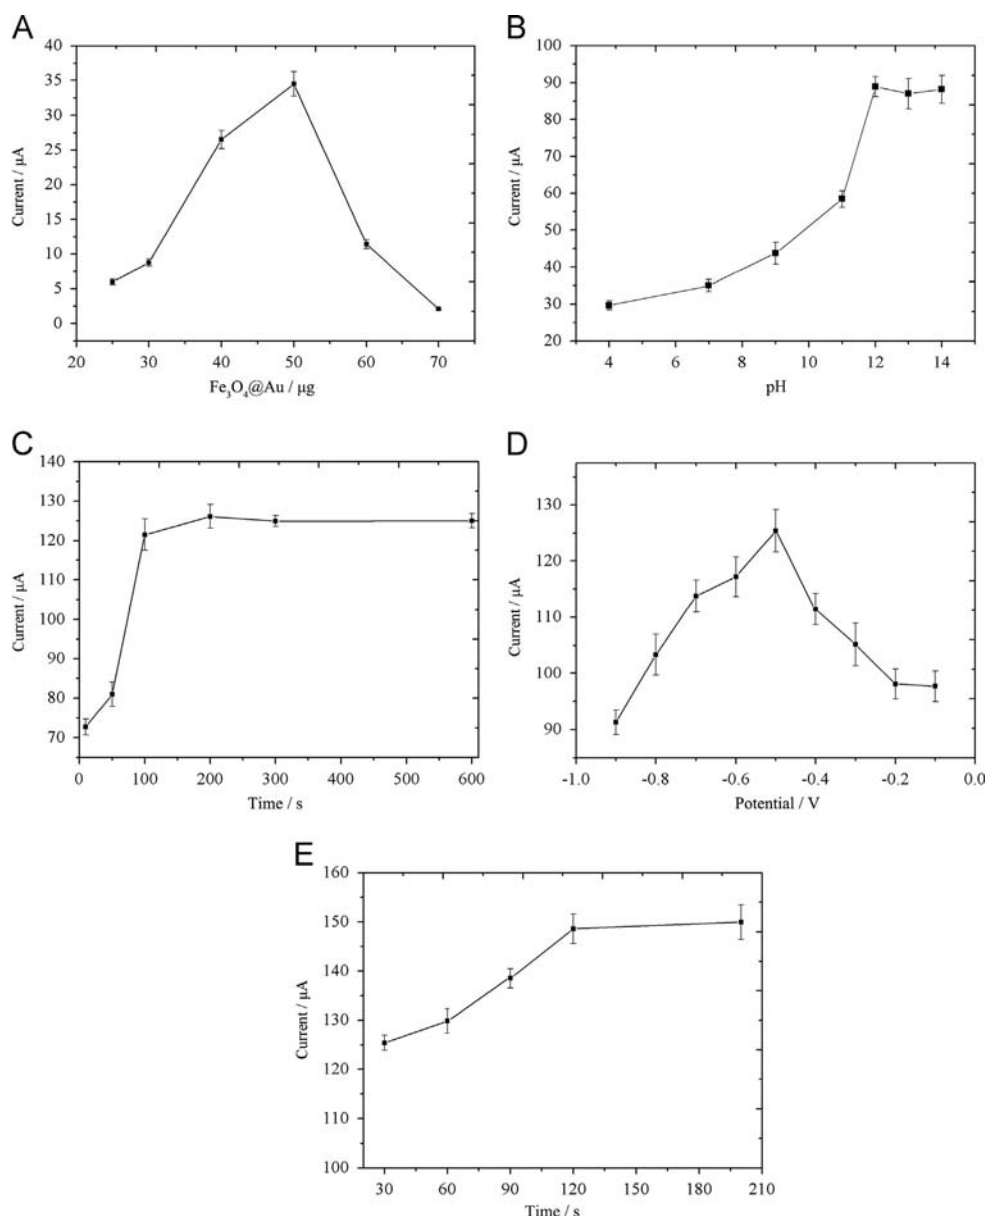 A
40
35
30
25
20
15
10
5
0
Current / μA
20 30 40 50 60 70
Fe₃O₄@Au / μg
B
100
90
80
70
60
50
40
30
20
Current / μA
4 6 8 10 12 14
pH
C
140
130
120
110
100
90
80
70
Current / μA
0 100 200 300 400 500 600
Time / s
D
130
120
110
100
90
Current / μA
-1.0 -0.8 -0.6 -0.4 -0.2 0.0
Potential / V
E
160
150
140
130
120
110
100
Current / μA
30 60 90 120 150 180 210
Time / s